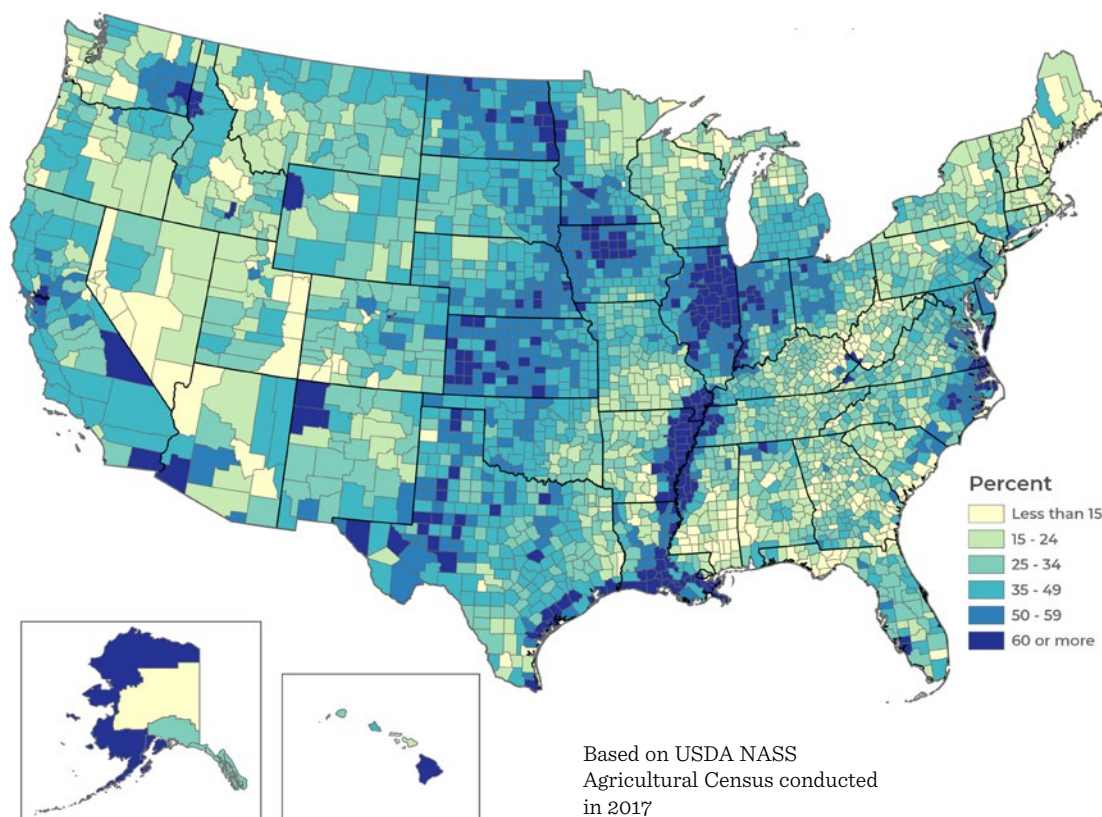 Percent
Less than 15
15 - 24
25 - 34
35 - 49
50 - 59
60 or more
Based on USDA NASS
Agricultural Census conducted
in 2017